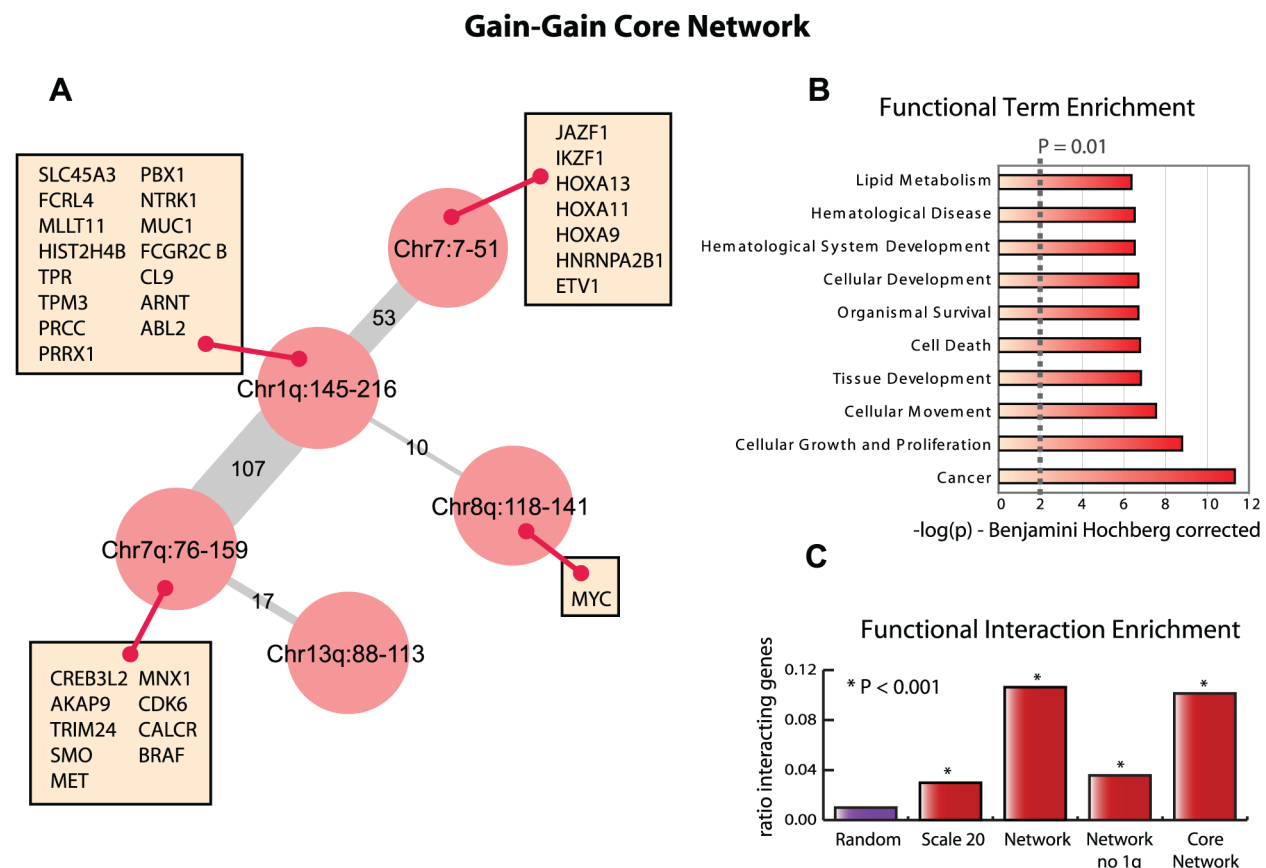 Gain-Gain Core Network
A
SLC45A3 PBX1
FCRL4 NTRK1
MLLT11 MUC1
HIST2H4B FCGR2C B
TPR CL9
TPM3 ARNT
PRCC ABL2
PRRX1
JAZF1
IKZF1
HOXA13
HOXA11
HOXA9
HNRNPA2B1
ETV1
Chr7:7-51
53
Chr1q:145-216
10
107
Chr8q:118-141
MYC
Chr7q:76-159
17
Chr13q:88-113
CREB3L2 MNX1
AKAP9 CDK6
TRIM24 CALCR
SMO BRAF
MET
B
Functional Term Enrichment
P = 0.01
Lipid Metabolism
Hematological Disease
Hematological System Development
Cellular Development
Organismal Survival
Cell Death
Tissue Development
Cellular Movement
Cellular Growth and Proliferation
Cancer
0 2 4 6 8 10 12
-log(p) - Benjamini Hochberg corrected
C
Functional Interaction Enrichment
ratio interacting genes
0.12
0.08
0.04
0.00
* P < 0.001
*
*
*
*
Random
Scale 20
Network
Network
no 1q
Core
Network